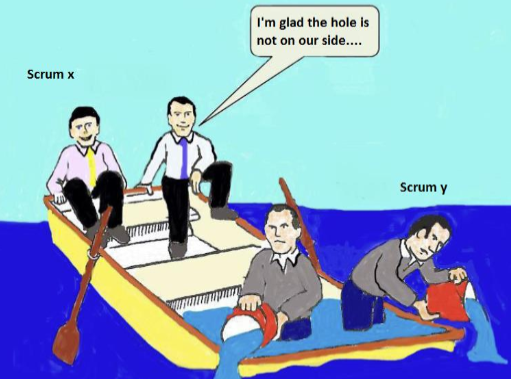 I'm glad the hole is
not on our side....
Scrum x
Scrum y